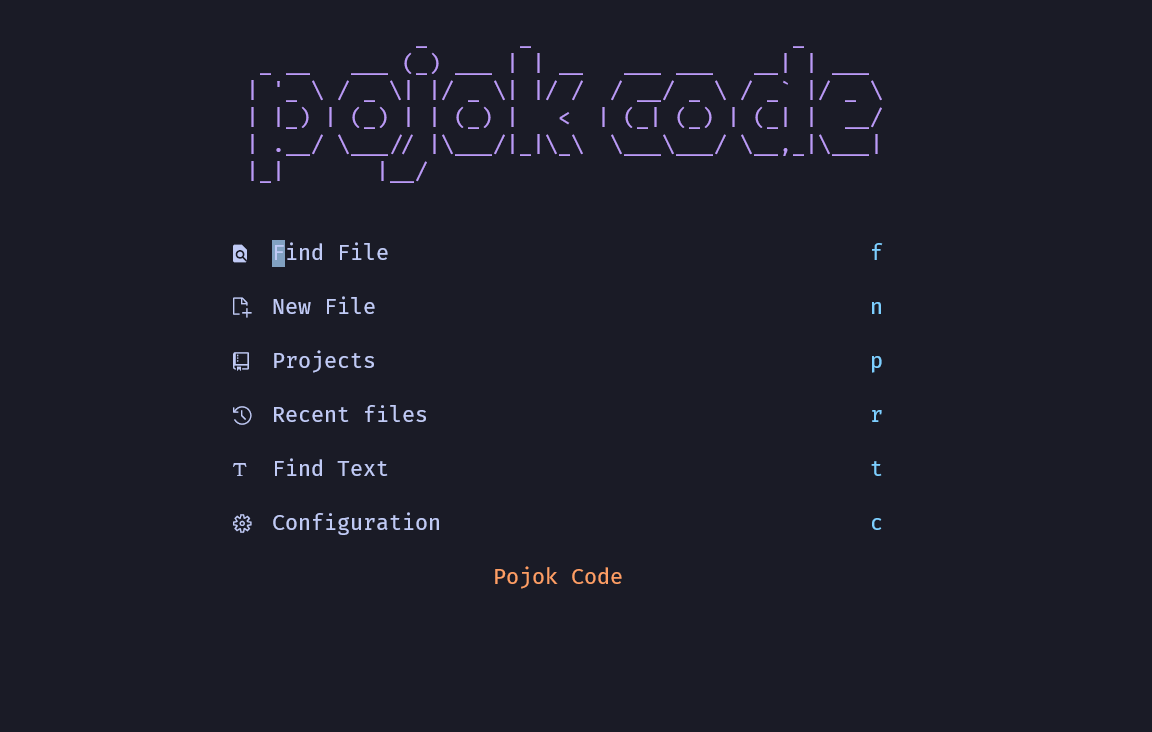 pojok code
Find File f
New File n
Projects p
Recent files r
Find Text t
Configuration c
Pojok Code